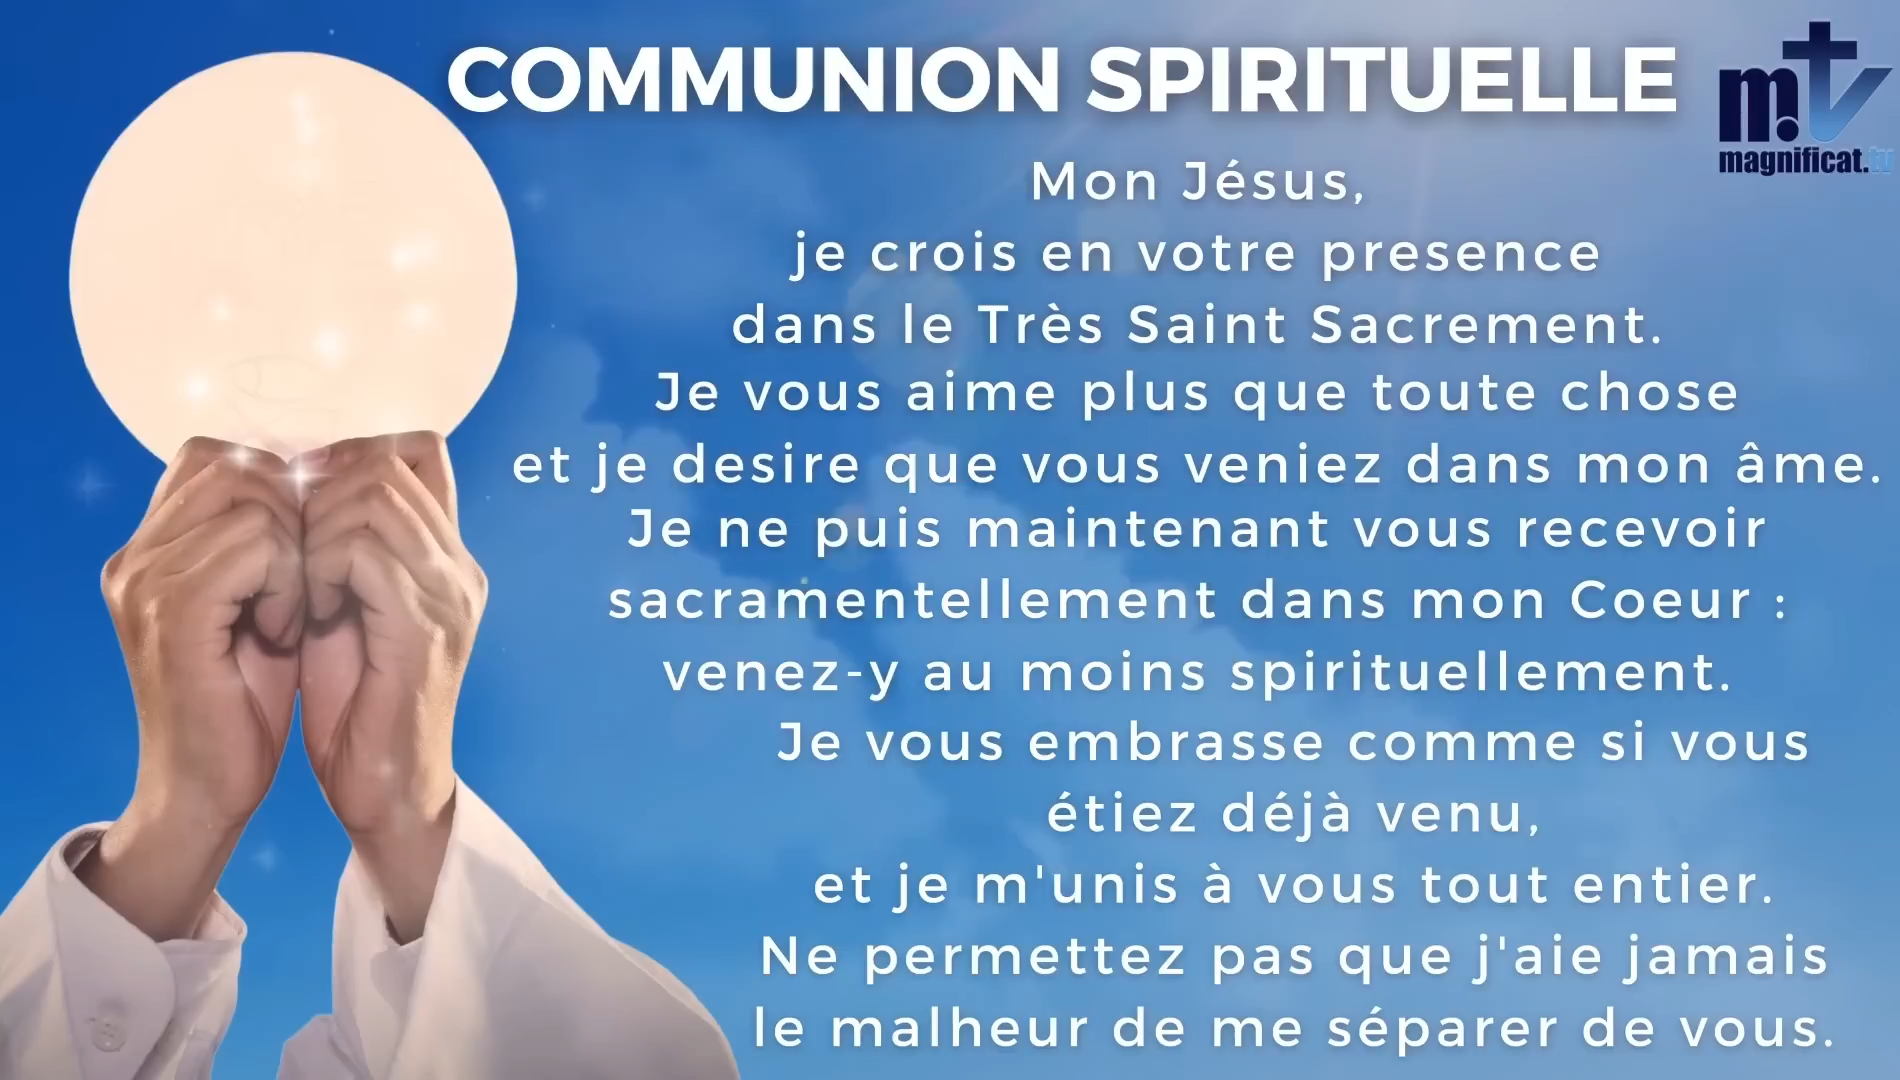 COMMUNION SPIRITUELLE
mtv
magnificat.tv
Mon Jésus,
je crois en votre presence
dans le Très Saint Sacrement.
Je vous aime plus que toute chose
et je desire que vous veniez dans mon âme.
Je ne puis maintenant vous recevoir
sacramentellement dans mon Coeur :
venez-y au moins spirituellement.
Je vous embrasse comme si vous
étiez déjà venu,
et je m'unis à vous tout entier.
Ne permettez pas que j'aie jamais
le malheur de me séparer de vous.